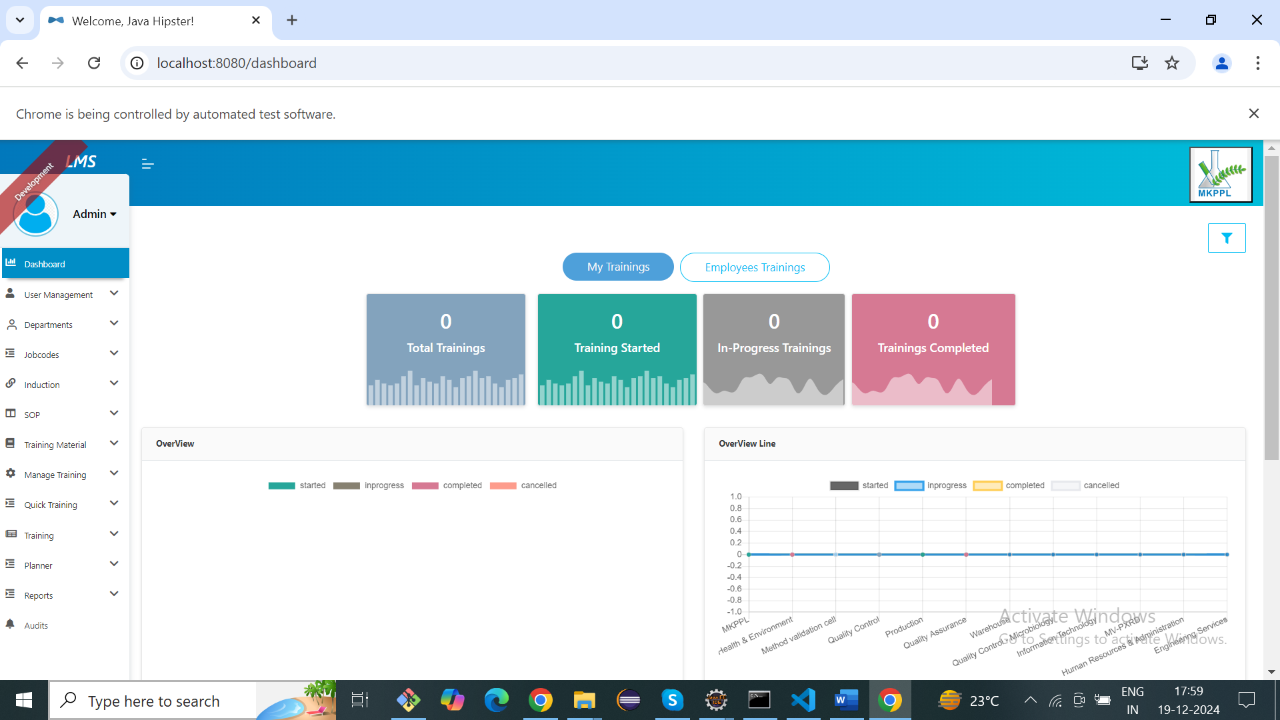 Welcome, Java Hipster!
localhost:8080/dashboard
Chrome is being controlled by automated test software.
Development
LMS
MKPPL
Admin
Dashboard
User Management
Departments
Jobcodes
Induction
SOP
Training Material
Manage Training
Quick Training
Training
Planner
Reports
Audits
My Trainings
Employees Trainings
0
Total Trainings
0
Training Started
0
In-Progress Trainings
0
Trainings Completed
OverView
started
Inprogress
completed
cancelled
OverView Line
started
inprogress
completed
cancelled
1.0
0.8
0.6
0.4
0.2
0
-0.2
-0.4
-0.6
-0.8
-1.0
MKPPL
Health & Environment
Method validation cell
Quality Control
Production
Quality Assurance
Warehouse
Quality Control- Microbiology
Information Technology
Human Resources & Administration
Engineering Services
Activate Windows
Go to Settings to activate Windows.
Type here to search
23°C
ENG
IN
17:59
19-12-2024